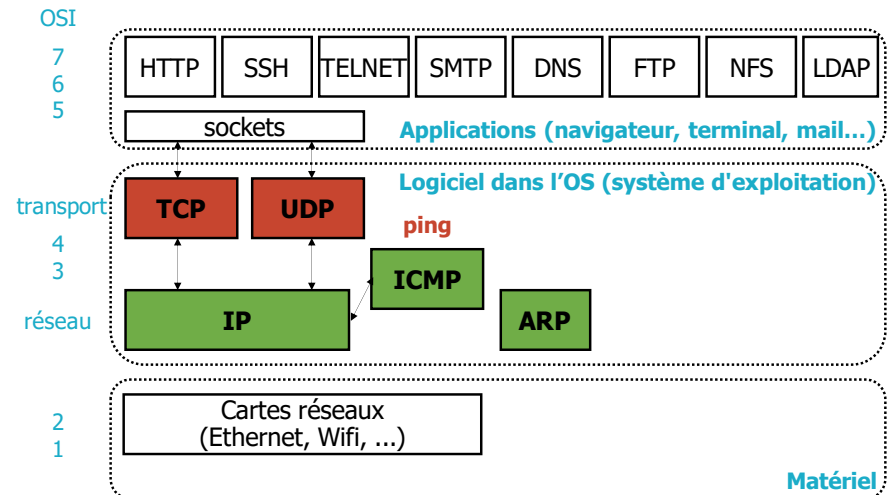 OSI
7
6
5
HTTP SSH TELNET SMTP DNS FTP NFS LDAP
sockets
Applications (navigateur, terminal, mail...)
Logiciel dans l’OS (système d'exploitation)
transport
4
3
réseau
TCP UDP
ping
ICMP
IP
ARP
2
1
Cartes réseaux
(Ethernet, Wifi, ...)
Matériel